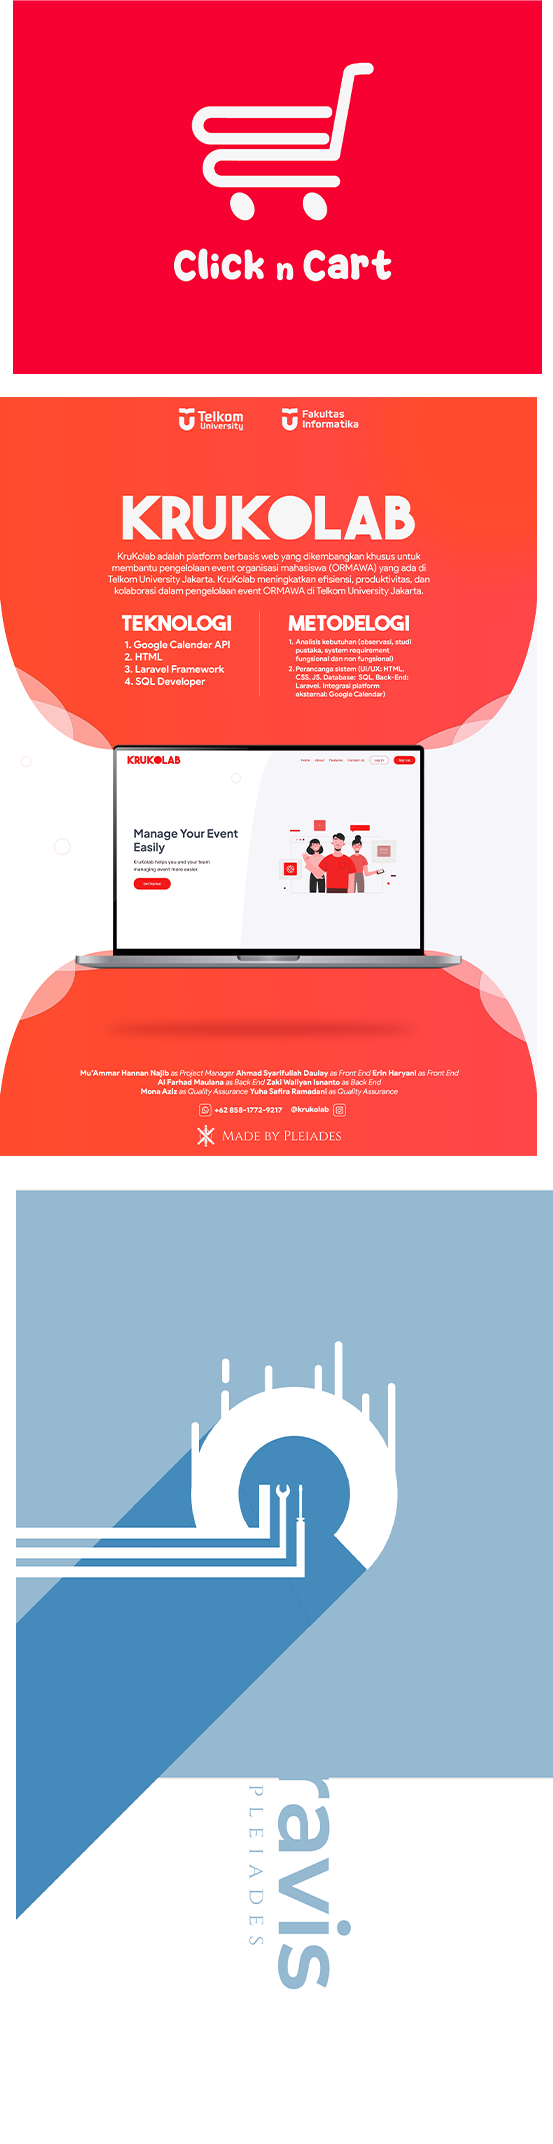 Click n Cart
Telkom
University
Fakultas
Informatika
KRUKOLAB
KruKolab adalah platform berbasis web yang dikembangkan khusus untuk
membantu pengelolaan event organisasi mahasiswa (ORMAWA) yang ada di
Telkom University Jakarta. KruKolab meningkatkan efisiensi, produktivitas, dan
kolaborasi dalam pengelolaan event ORMAWA di Telkom University Jakarta.
TEKNOLOGI
1. Google Calender API
2. HTML
3. Laravel Framework
4. SQL Developer
METODELOGI
1. Analisis kebutuhan (observasi, studi
pustaka, system requirement
fungsional dan non fungsional)
2. Perancanga sistem (UI/UX: HTML,
CSS, JS. Database: SQL. Back-End:
Laravel. Integrasi platform
eksternal: Google Calendar)
KRUKOLAB
Home About Features Contact Us Log In Sign Up
Manage Your Event
Easily
KruKolab helps you and your team
managing event more easier.
Get Started
Mu'Ammar Hannan Najib as Project Manager Ahmad Syarifullah Daulay as Front End Erin Haryani as Front End
Al Farhad Maulana as Back End Zaki Waliyan Isnanto as Back End
Mona Aziz as Quality Assurance Yuha Safira Ramadani as Quality Assurance
+62 858-1772-9217 @krukolab
MADE BY PLEIADES
ravis
PLEIADES